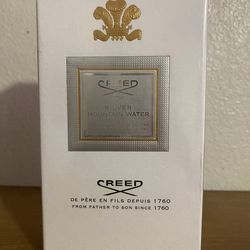 CREED
SILVER
MOUNTAIN WATER
CREED
DE PÈRE EN FILS DEPUIS 1760
FROM FATHER TO SON SINCE 1760